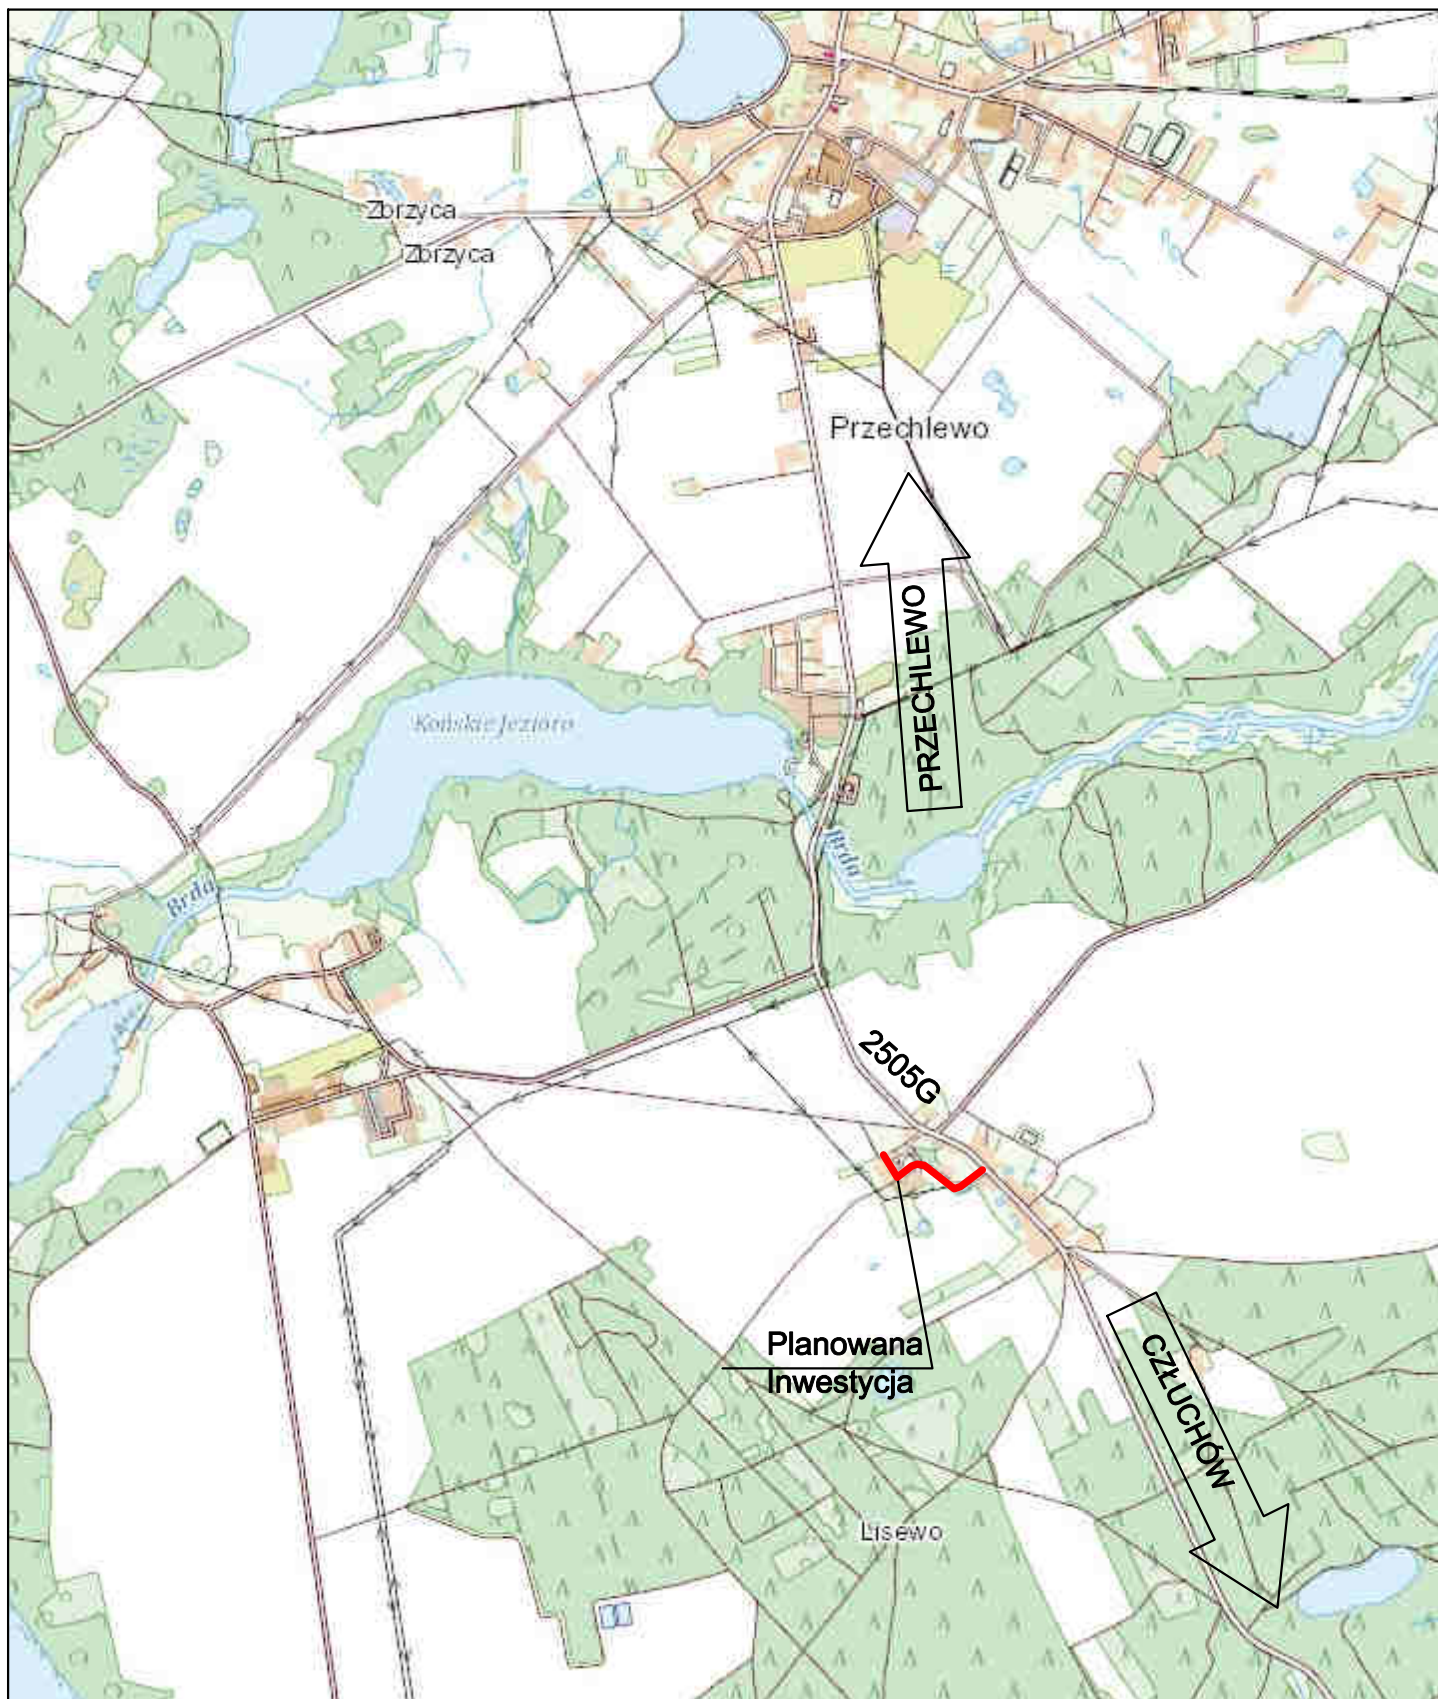 Zbrzyca
Zbrzyca
Przechlewo
PRZECHLEWO
Końskie Jezioro
Brda
Brda
2505G
Planowana
Inwestycja
CZŁUCHÓW
Lisewo